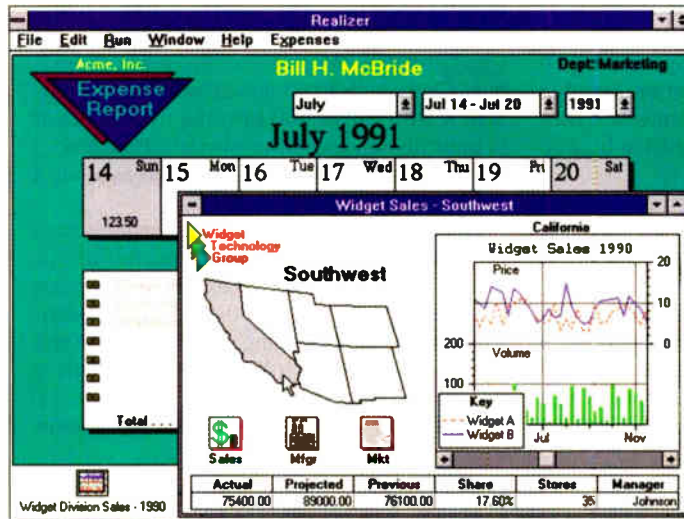 Realizer
File Edit Run Window Help Expenses
Acme, Inc.
Expense
Report
Bill H. McBride
Dept: Marketing
July
Jul 14 - Jul 20
1991
July 1991
14 Sun 15 Mon 16 Tue 17 Wed 18 Thu 19 Fri 20 Sat
123.50
Total . . .
Widget Division Sales - 1990
Widget Sales - Southwest
Widget
Technology
Group
Southwest
Sales
Mfgr
Mkt
California
Widget Sales 1990
Price
20
10
0
200
Volume
100
Key
Widget A
Widget B
Jul
Nov
Actual Projected Previous Share Stores Manager
75400.00 89000.00 76100.00 17.60% 35 Johnson